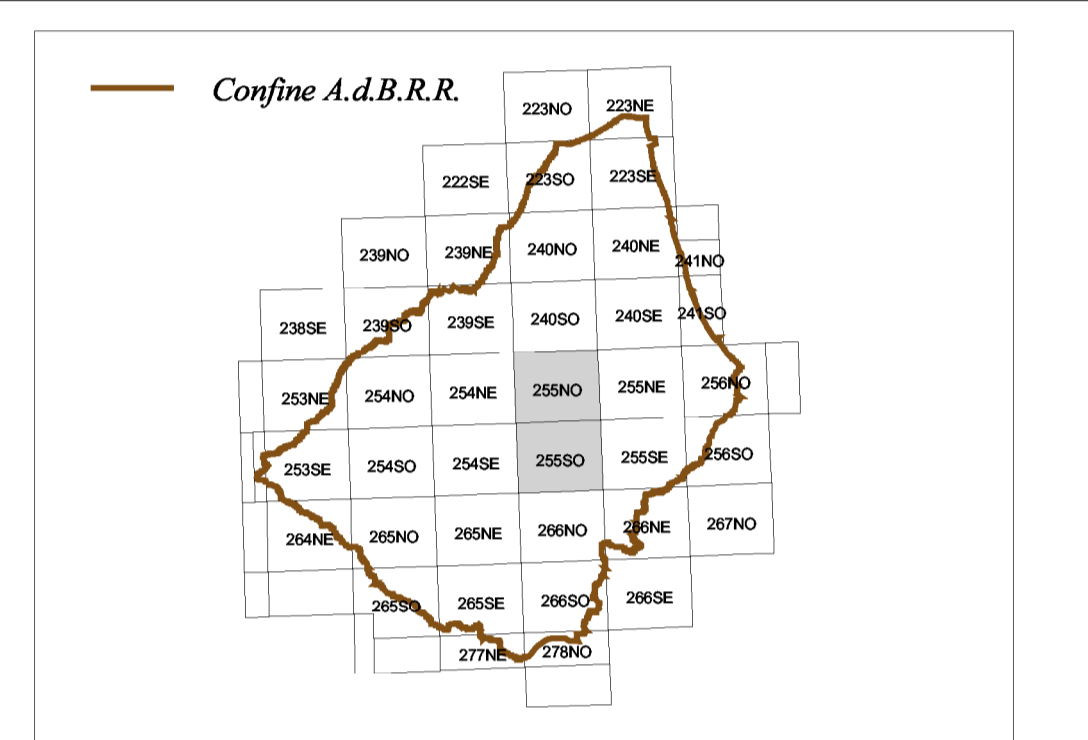 Confine A.d.B.R.R.
223NO 223NE
222SE 223SO 223SE
239NO 239NE 240NO 240NE 241NO
238SE 239SO 239SE 240SO 240SE 241SO
253NE 254NO 254NE 255NO 255NE 256NO
253SE 254SO 254SE 255SO 255SE 256SO
264NE 265NO 265NE 266NO 266NE 267NO
265SO 265SE 266SO 266SE
277NE 278NO